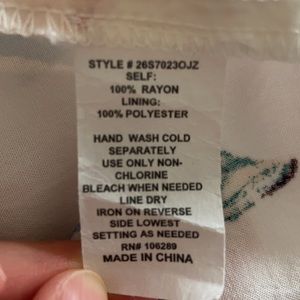 STYLE # 26S7023OJZ
SELF:
100% RAYON
LINING:
100% POLYESTER
HAND WASH COLD
SEPARATELY
USE ONLY NON-
CHLORINE
BLEACH WHEN NEEDED
LINE DRY
IRON ON REVERSE
SIDE LOWEST
SETTING AS NEEDED
RN# 106289
MADE IN CHINA